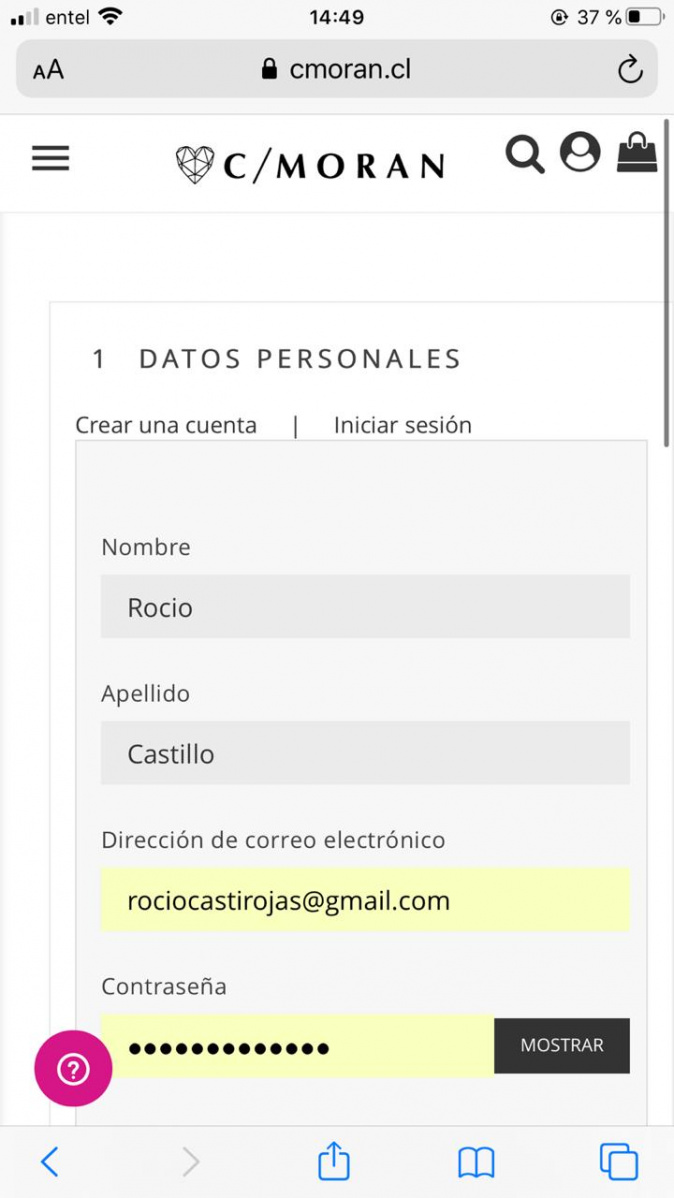 entel 14:49 37 %
AA cmoran.cl
C/MORAN
1 DATOS PERSONALES
Crear una cuenta | Iniciar sesión
Nombre
Rocio
Apellido
Castillo
Dirección de correo electrónico
rociocastirojas@gmail.com
Contraseña
•••••••••••••
MOSTRAR
?